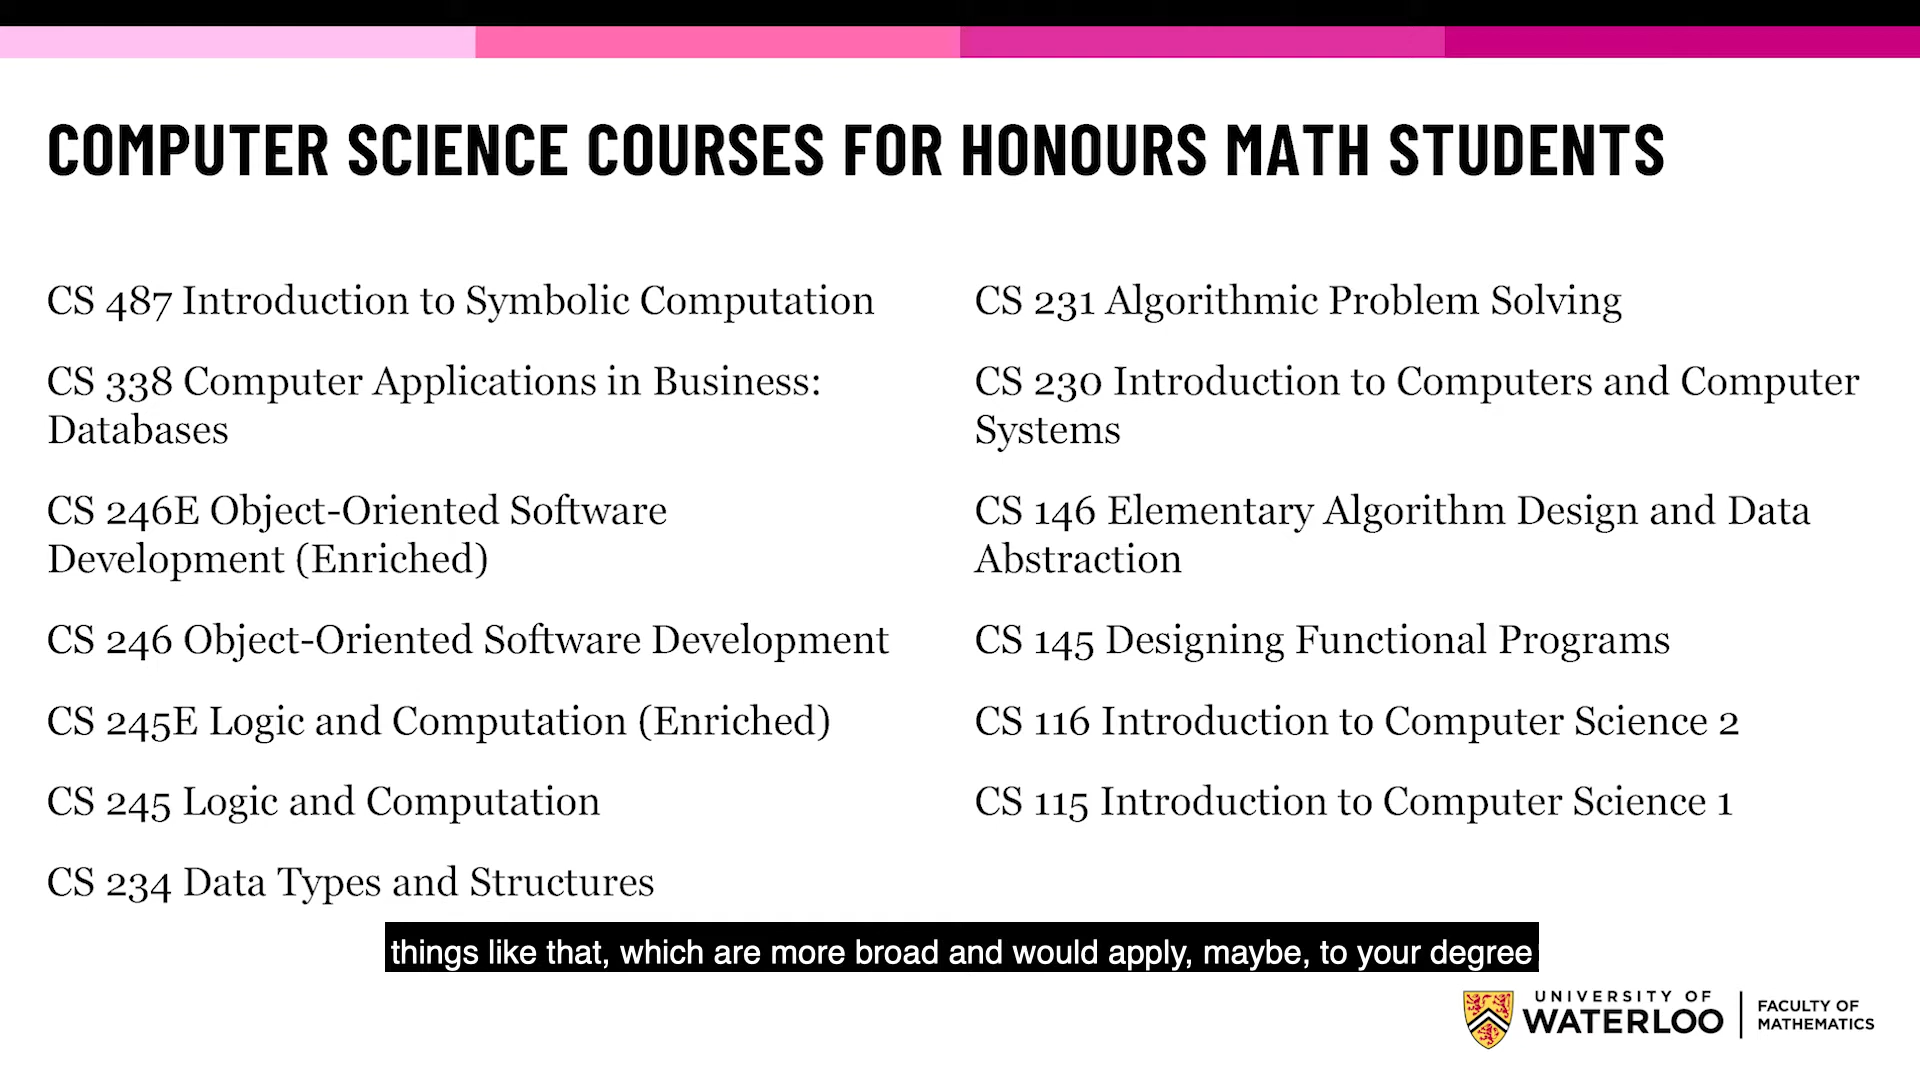 COMPUTER SCIENCE COURSES FOR HONOURS MATH STUDENTS
CS 487 Introduction to Symbolic Computation
CS 338 Computer Applications in Business:
Databases
CS 246E Object-Oriented Software
Development (Enriched)
CS 246 Object-Oriented Software Development
CS 245E Logic and Computation (Enriched)
CS 245 Logic and Computation
CS 234 Data Types and Structures
CS 231 Algorithmic Problem Solving
CS 230 Introduction to Computers and Computer
Systems
CS 146 Elementary Algorithm Design and Data
Abstraction
CS 145 Designing Functional Programs
CS 116 Introduction to Computer Science 2
CS 115 Introduction to Computer Science 1
things like that, which are more broad and would apply, maybe, to your degree
UNIVERSITY OF
WATERLOO
FACULTY OF
MATHEMATICS